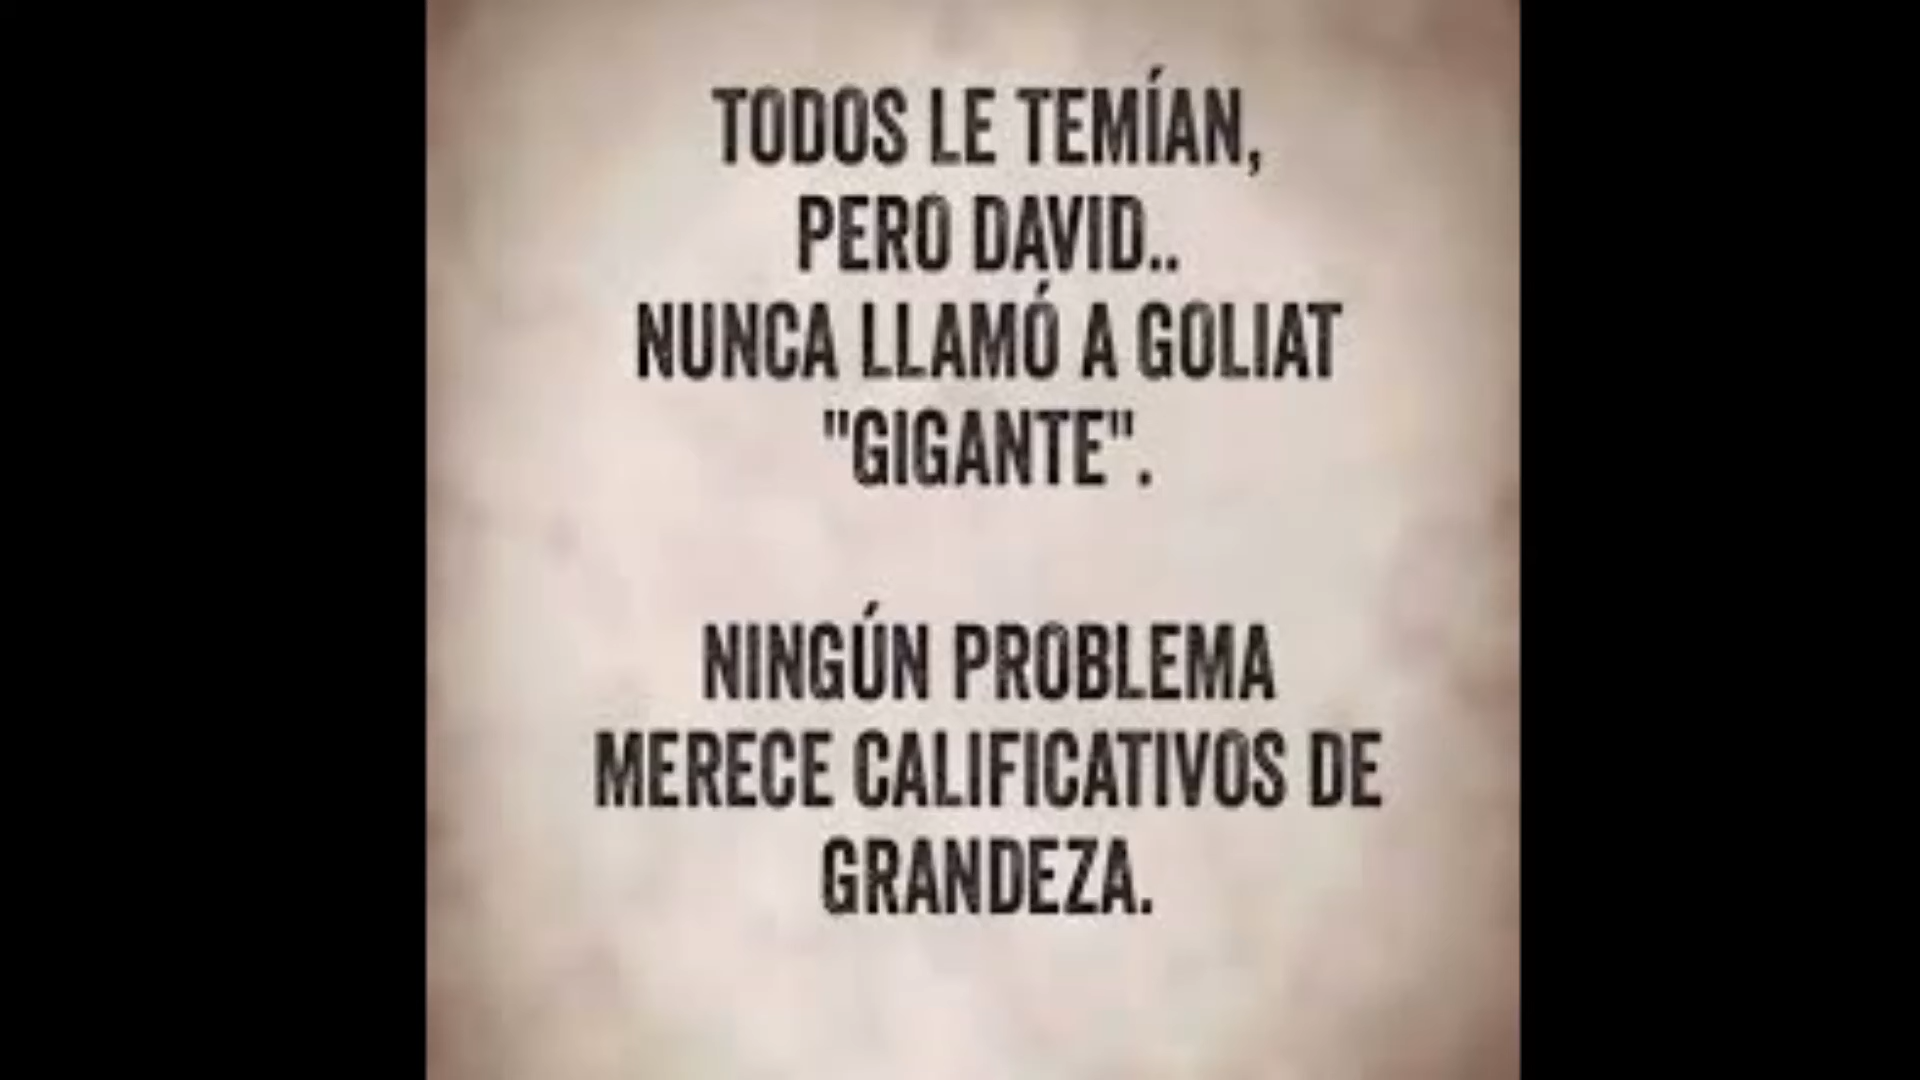 TODOS LE TEMÍAN,
PERO DAVID..
NUNCA LLAMÓ A GOLIAT
"GIGANTE".
NINGÚN PROBLEMA
MERECE CALIFICATIVOS DE
GRANDEZA.